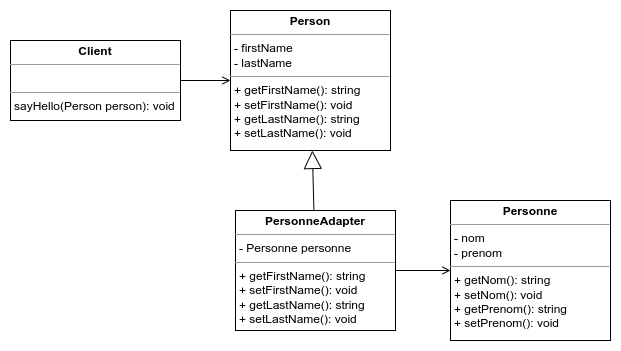 Person
- firstName
- lastName
+ getFirstName(): string
+ setFirstName(): void
+ getLastName(): string
+ setLastName(): void
Client
sayHello(Person person): void
PersonneAdapter
- Personne personne
+ getFirstName(): string
+ setFirstName(): void
+ getLastName(): string
+ setLastName(): void
Personne
- nom
- prenom
+ getNom(): string
+ setNom(): void
+ getPrenom(): string
+ setPrenom(): void